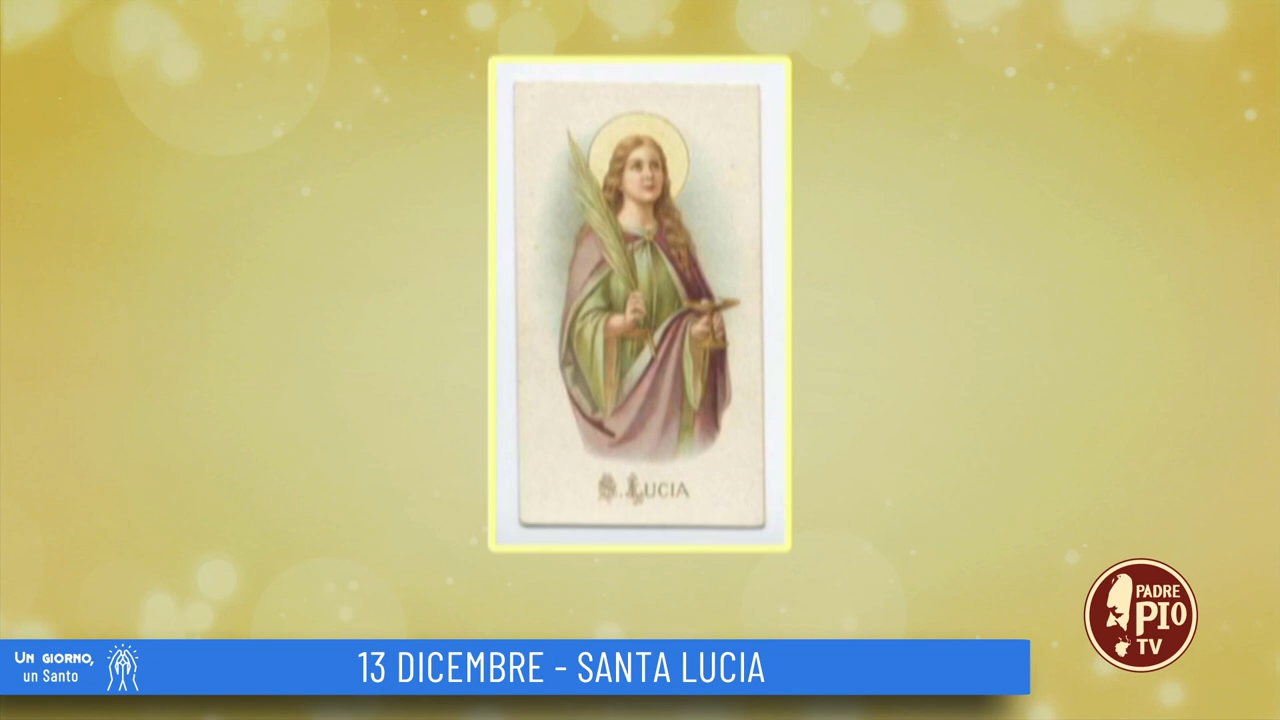 S. LUCIA
PADRE
PIO
TV
UN GIORNO,
un Santo
13 DICEMBRE - SANTA LUCIA